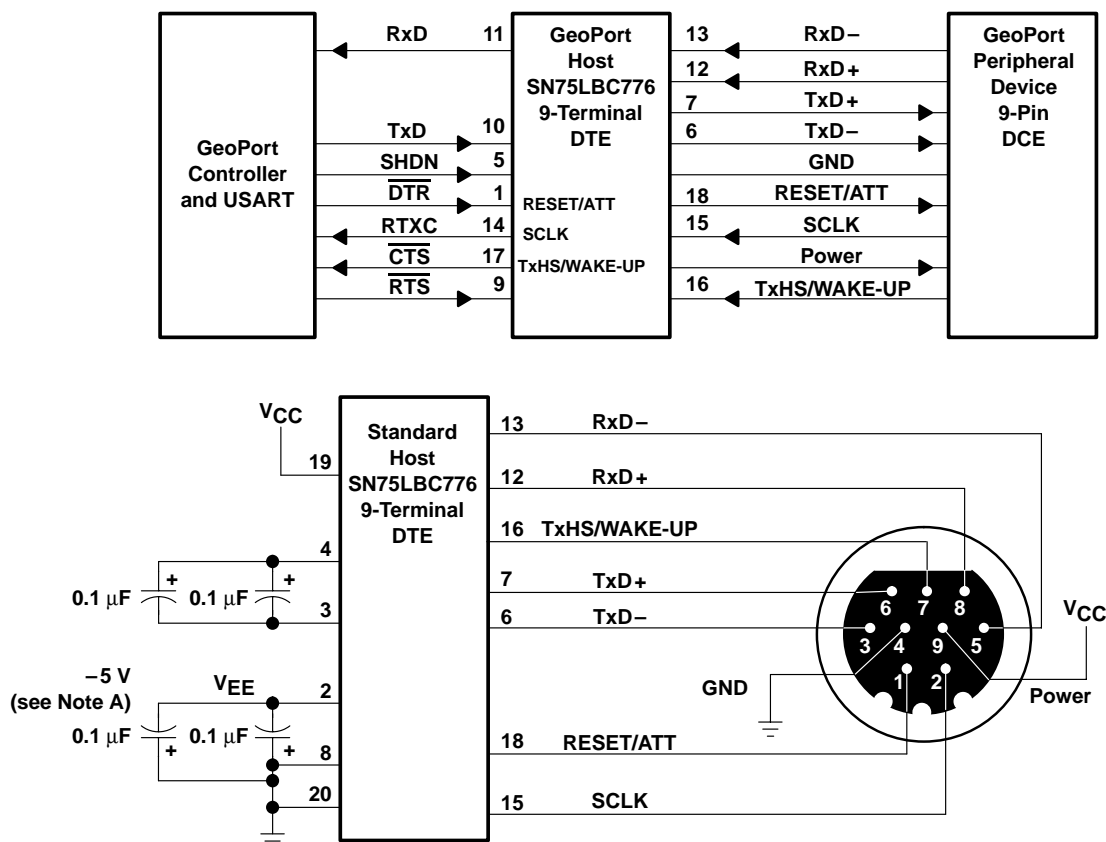 GeoPort
Controller
and USART
RxD 11
TxD 10
SHDN 5
DTR 1 RESET/ATT
RTXC 14 SCLK
CTS 17 TxHS/WAKE-UP
RTS 9
GeoPort
Host
SN75LBC776
9-Terminal
DTE
13 RxD−
12 RxD+
7 TxD+
6 TxD−
GND
18 RESET/ATT
15 SCLK
Power
16 TxHS/WAKE-UP
GeoPort
Peripheral
Device
9-Pin
DCE
VCC
19
4
+ +
0.1 μF 0.1 μF
3
−5 V
(see Note A)
VEE 2
0.1 μF 0.1 μF
+ +
8
20
Standard
Host
SN75LBC776
9-Terminal
DTE
13 RxD−
12 RxD+
16 TxHS/WAKE-UP
7 TxD+
6 TxD−
18 RESET/ATT
15 SCLK
6 7 8
3 4 9 5
1 2
GND
VCC
Power